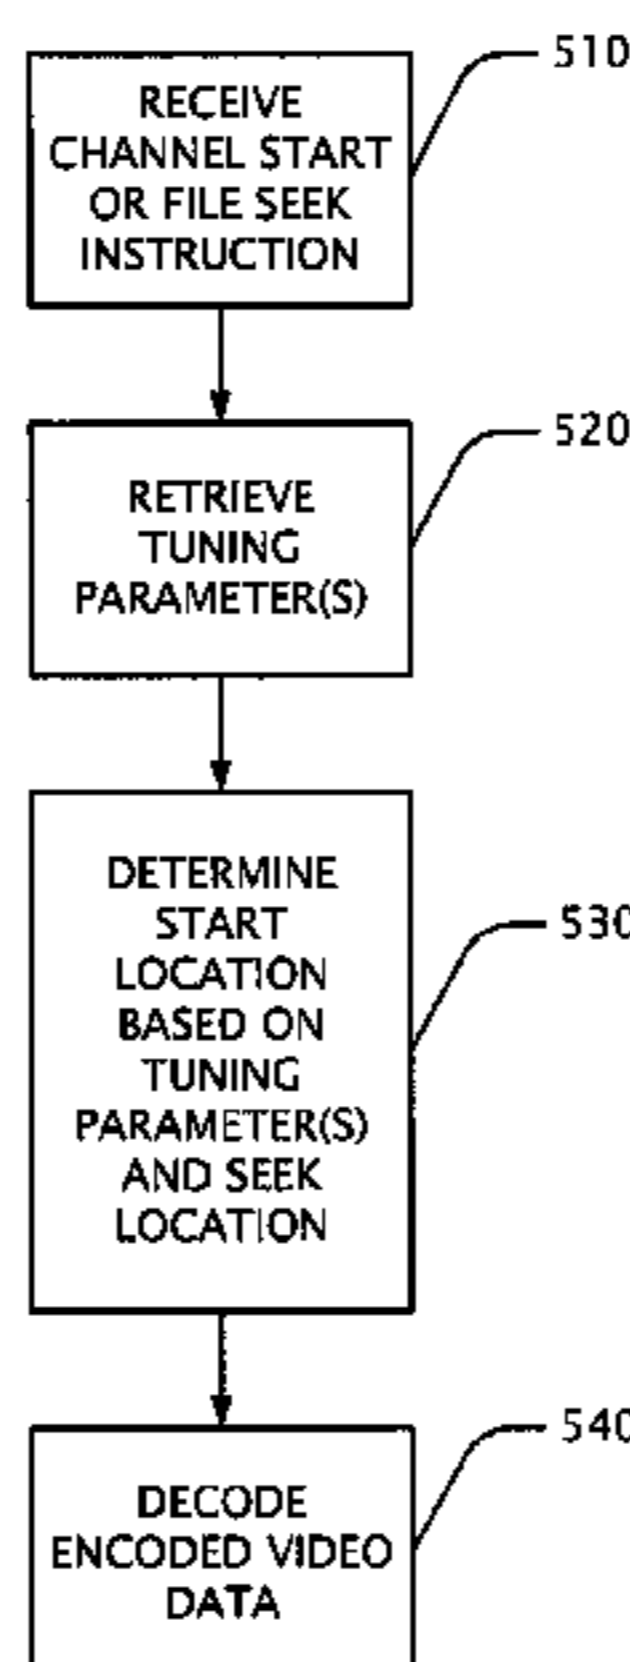 510
RECEIVE
CHANNEL START
OR FILE SEEK
INSTRUCTION
520
RETRIEVE
TUNING
PARAMETER(S)
530
DETERMINE
START
LOCATION
BASED ON
TUNING
PARAMETER(S)
AND SEEK
LOCATION
540
DECODE
ENCODED VIDEO
DATA